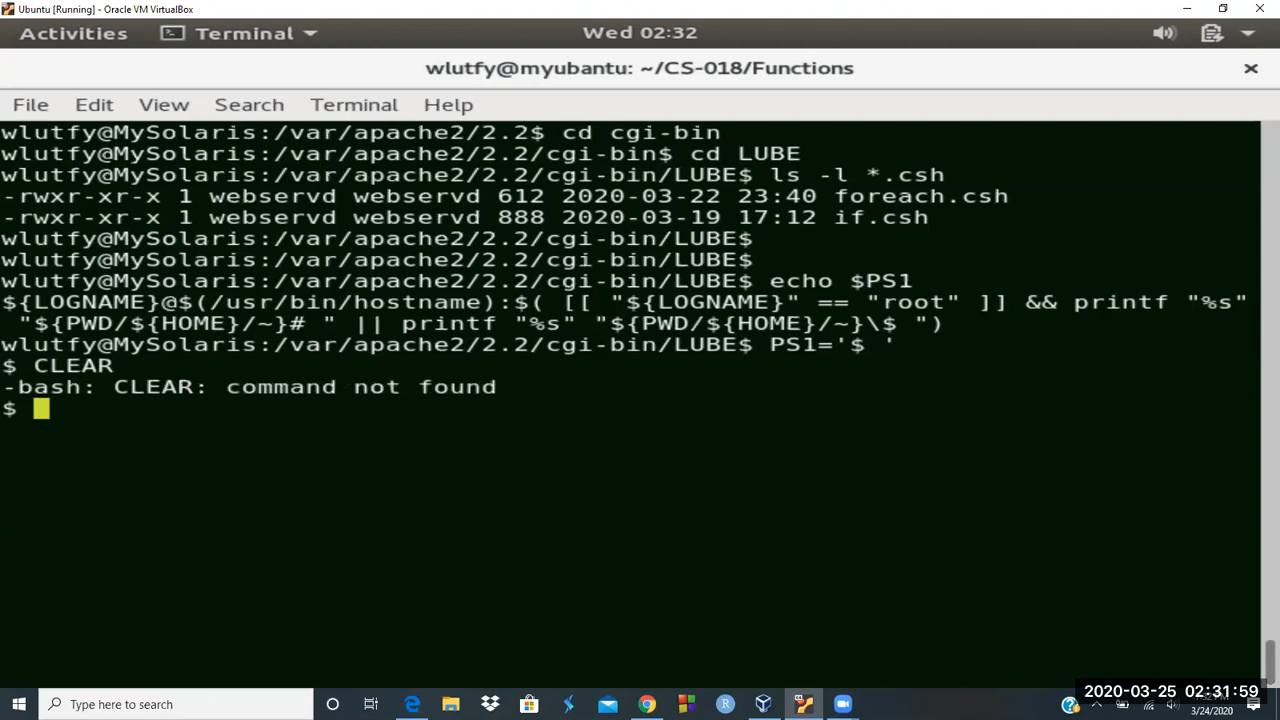 Ubuntu [Running] - Oracle VM VirtualBox
Activities Terminal Wed 02:32
wlutfy@myubantu: ~/CS-018/Functions
File Edit View Search Terminal Help
wlutfy@MySolaris:/var/apache2/2.2$ cd cgi-bin
wlutfy@MySolaris:/var/apache2/2.2/cgi-bin$ cd LUBE
wlutfy@MySolaris:/var/apache2/2.2/cgi-bin/LUBE$ ls -l *.csh
-rwxr-xr-x 1 webservd webservd 612 2020-03-22 23:40 foreach.csh
-rwxr-xr-x 1 webservd webservd 888 2020-03-19 17:12 if.csh
wlutfy@MySolaris:/var/apache2/2.2/cgi-bin/LUBE$
wlutfy@MySolaris:/var/apache2/2.2/cgi-bin/LUBE$
wlutfy@MySolaris:/var/apache2/2.2/cgi-bin/LUBE$ echo $PS1
${LOGNAME}@$(/usr/bin/hostname):$( [[ "${LOGNAME}" == "root" ]] && printf "%s"
"${PWD/${HOME}/~}# " || printf "%s" "${PWD/${HOME}/~}\$ ")
wlutfy@MySolaris:/var/apache2/2.2/cgi-bin/LUBE$ PS1='$ '
$ CLEAR
-bash: CLEAR: command not found
$
Type here to search
2020-03-25 02:31:59
3/24/2020